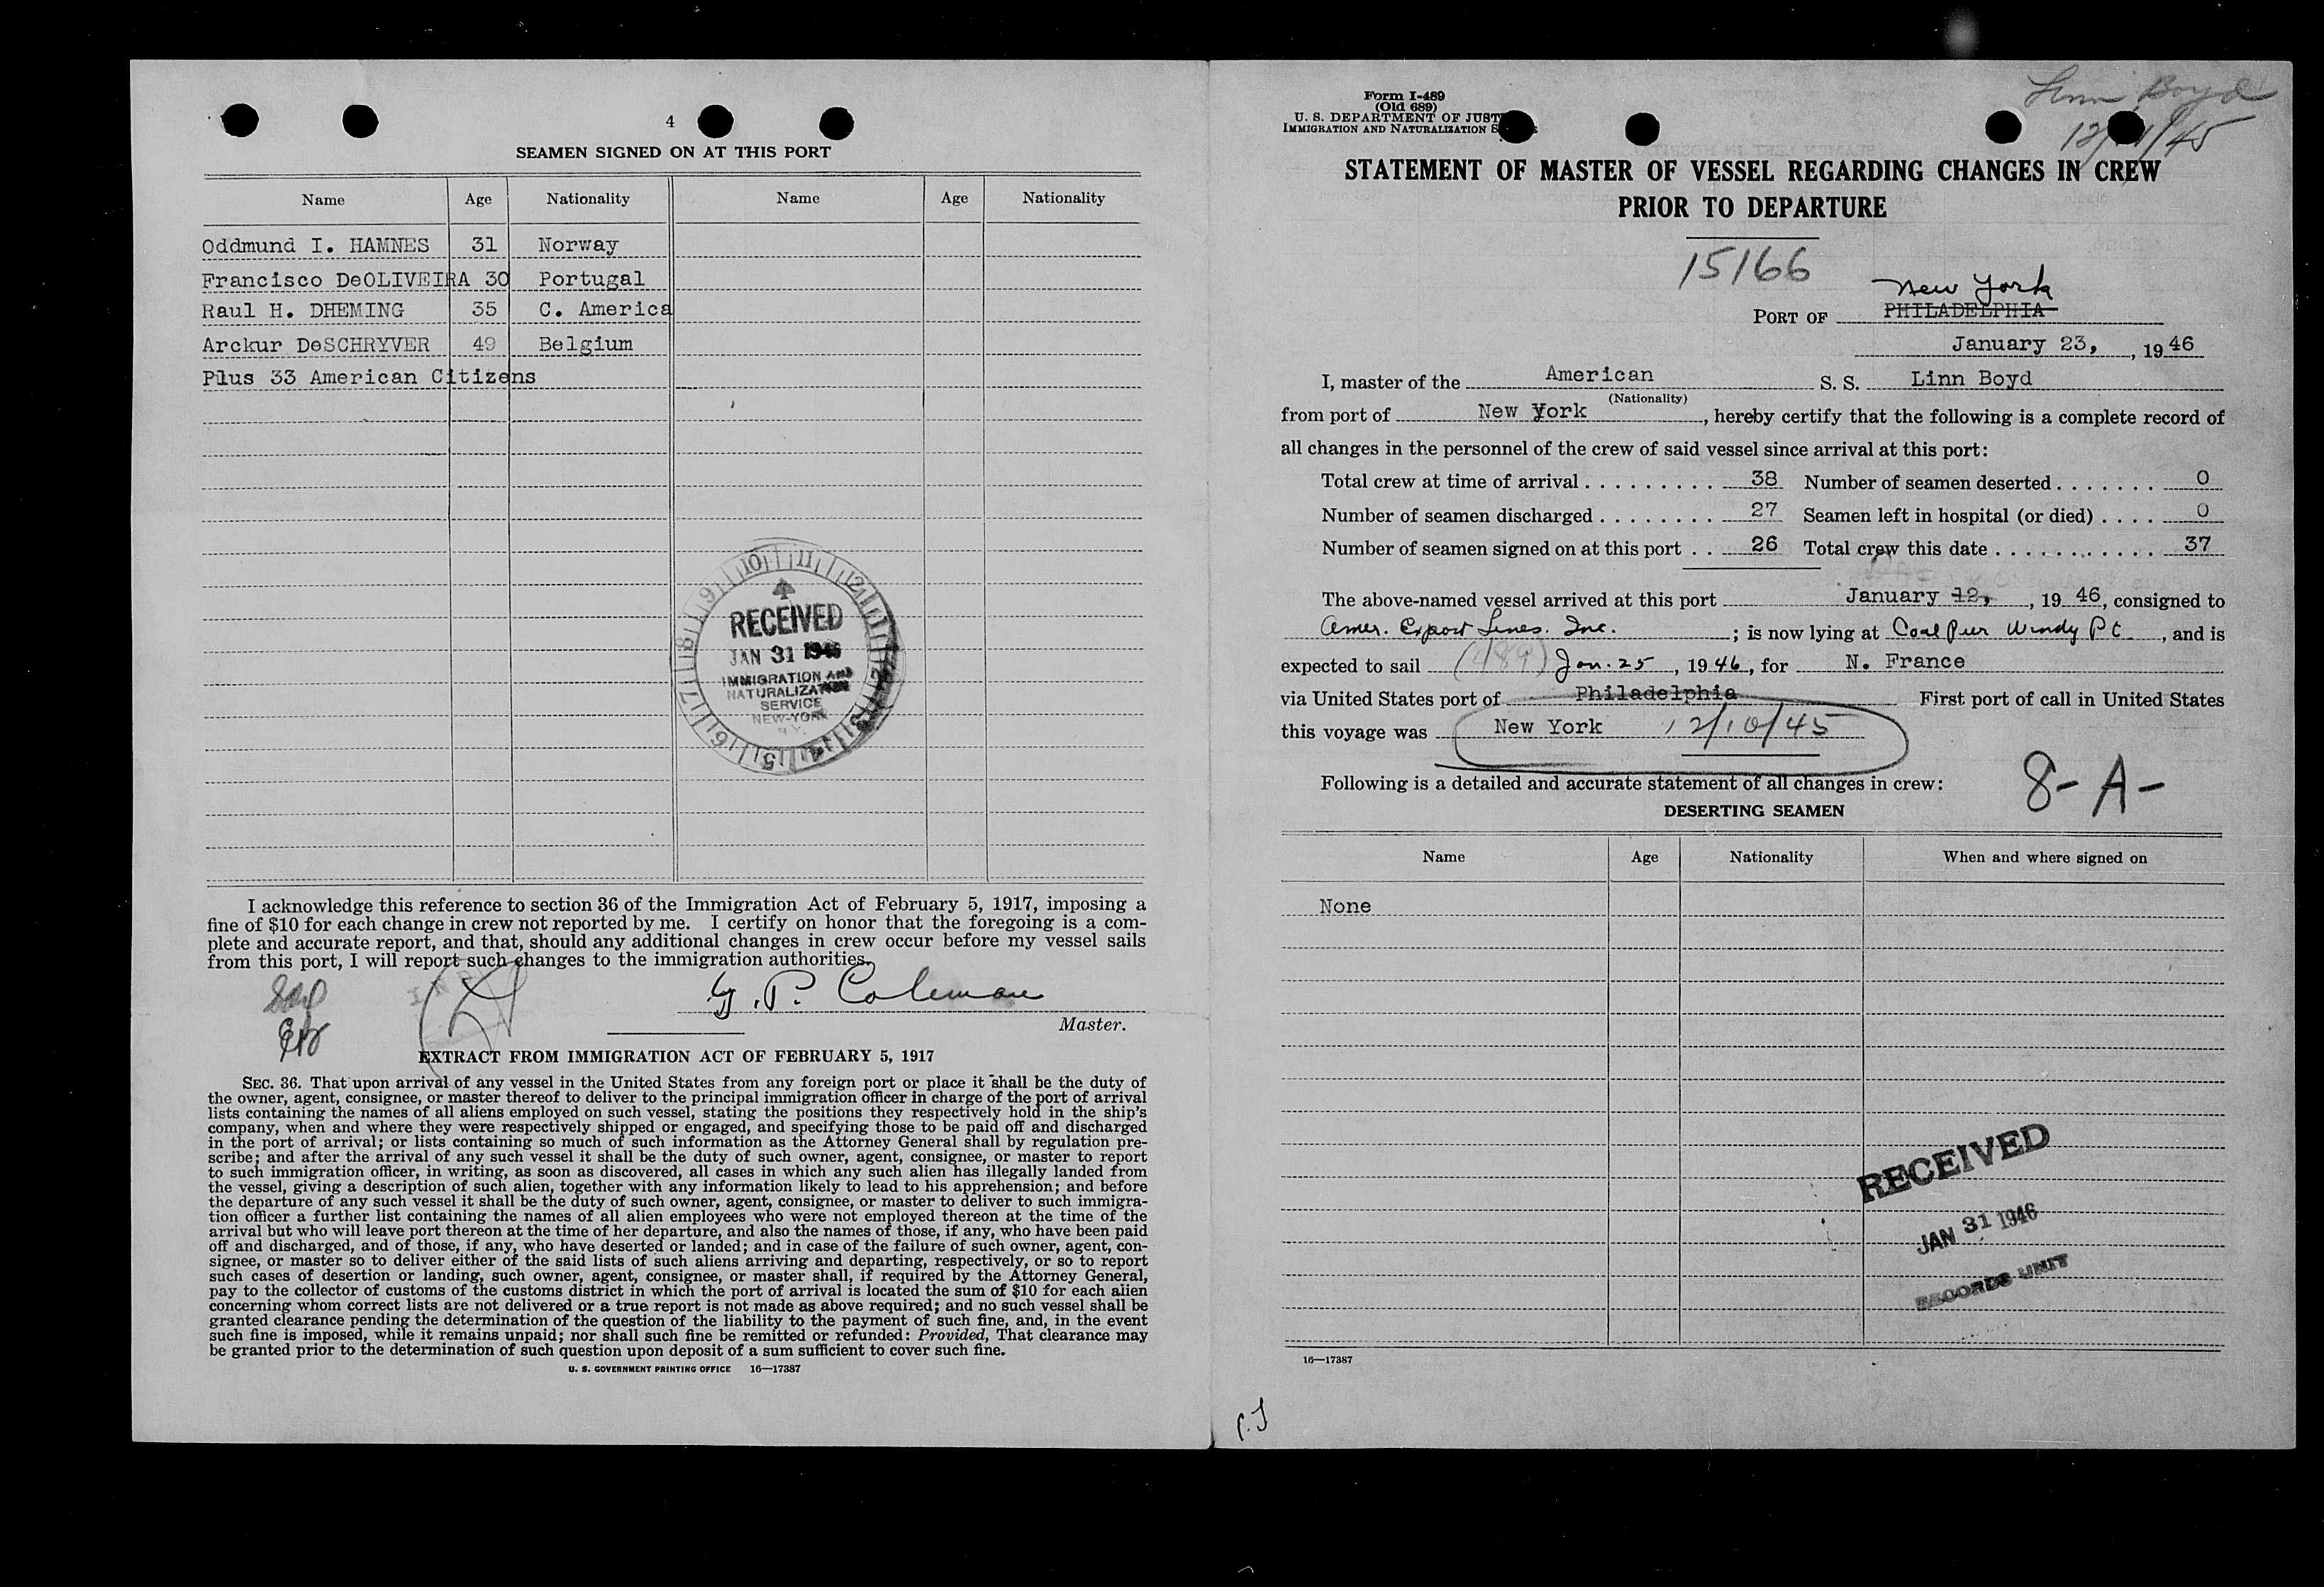 4
SEAMEN SIGNED ON AT THIS PORT
Name Age Nationality Name Age Nationality
Oddmund I. HAMNES 31 Norway
Francisco DeOLIVEIRA 30 Portugal
Raul H. DHEMING 35 C. America
Arckur DeSCHRYVER 49 Belgium
Plus 33 American Citizens
10 11 12 1 2 3 4 5 6 7 8 9
RECEIVED
JAN 31 1946
IMMIGRATION AND
NATURALIZATION
SERVICE
NEW-YORK
N.Y.
I acknowledge this reference to section 36 of the Immigration Act of February 5, 1917, imposing a
fine of $10 for each change in crew not reported by me. I certify on honor that the foregoing is a com-
plete and accurate report, and that, should any additional changes in crew occur before my vessel sails
from this port, I will report such changes to the immigration authorities.
G. P. Coleman
Master.
EXTRACT FROM IMMIGRATION ACT OF FEBRUARY 5, 1917
SEC. 36. That upon arrival of any vessel in the United States from any foreign port or place it shall be the duty of
the owner, agent, consignee, or master thereof to deliver to the principal immigration officer in charge of the port of arrival
lists containing the names of all aliens employed on such vessel, stating the positions they respectively hold in the ship's
company, when and where they were respectively shipped or engaged, and specifying those to be paid off and discharged
in the port of arrival; or lists containing so much of such information as the Attorney General shall by regulation pre-
scribe; and after the arrival of any such vessel it shall be the duty of such owner, agent, consignee, or master to report
to such immigration officer, in writing, as soon as discovered, all cases in which any such alien has illegally landed from
the vessel, giving a description of such alien, together with any information likely to lead to his apprehension; and before
the departure of any such vessel it shall be the duty of such owner, agent, consignee, or master to deliver to such immigra-
tion officer a further list containing the names of all alien employees who were not employed thereon at the time of the
arrival but who will leave port thereon at the time of her departure, and also the names of those, if any, who have been paid
off and discharged, and of those, if any, who have deserted or landed; and in case of the failure of such owner, agent, con-
signee, or master so to deliver either of the said lists of such aliens arriving and departing, respectively, or so to report
such cases of desertion or landing, such owner, agent, consignee, or master shall, if required by the Attorney General,
pay to the collector of customs of the customs district in which the port of arrival is located the sum of $10 for each alien
concerning whom correct lists are not delivered or a true report is not made as above required; and no such vessel shall be
granted clearance pending the determination of the question of the liability to the payment of such fine, and, in the event
such fine is imposed, while it remains unpaid; nor shall such fine be remitted or refunded: Provided, That clearance may
be granted prior to the determination of such question upon deposit of a sum sufficient to cover such fine.
U. S. GOVERNMENT PRINTING OFFICE 16—17387
Linn Boyd
Form I-489
(Old 689)
U. S. DEPARTMENT OF JUST
IMMIGRATION AND NATURALIZATION S
STATEMENT OF MASTER OF VESSEL REGARDING CHANGES IN CREW
PRIOR TO DEPARTURE
15166
New York
PORT OF PHILADELPHIA
January 23, , 19 46
I, master of the American S. S. Linn Boyd
(Nationality)
from port of New York , hereby certify that the following is a complete record of
all changes in the personnel of the crew of said vessel since arrival at this port:
Total crew at time of arrival . . . . . . . . . 38 Number of seamen deserted . . . . . . . 0
Number of seamen discharged . . . . . . . . 27 Seamen left in hospital (or died) . . . . 0
Number of seamen signed on at this port . . 26 Total crew this date . . . . . . . . . . . 37
The above-named vessel arrived at this port January 12, , 19 46, consigned to
Amer. Export Lines. Inc. ; is now lying at Coal Pier Windy Pt , and is
expected to sail (489) Jan. 25 , 19 46, for N. France
via United States port of Philadelphia First port of call in United States
this voyage was New York 12/10/45
Following is a detailed and accurate statement of all changes in crew:
8-A-
DESERTING SEAMEN
Name Age Nationality When and where signed on
None
RECEIVED
JAN 31 1946
RECORDS UNIT
16—17387